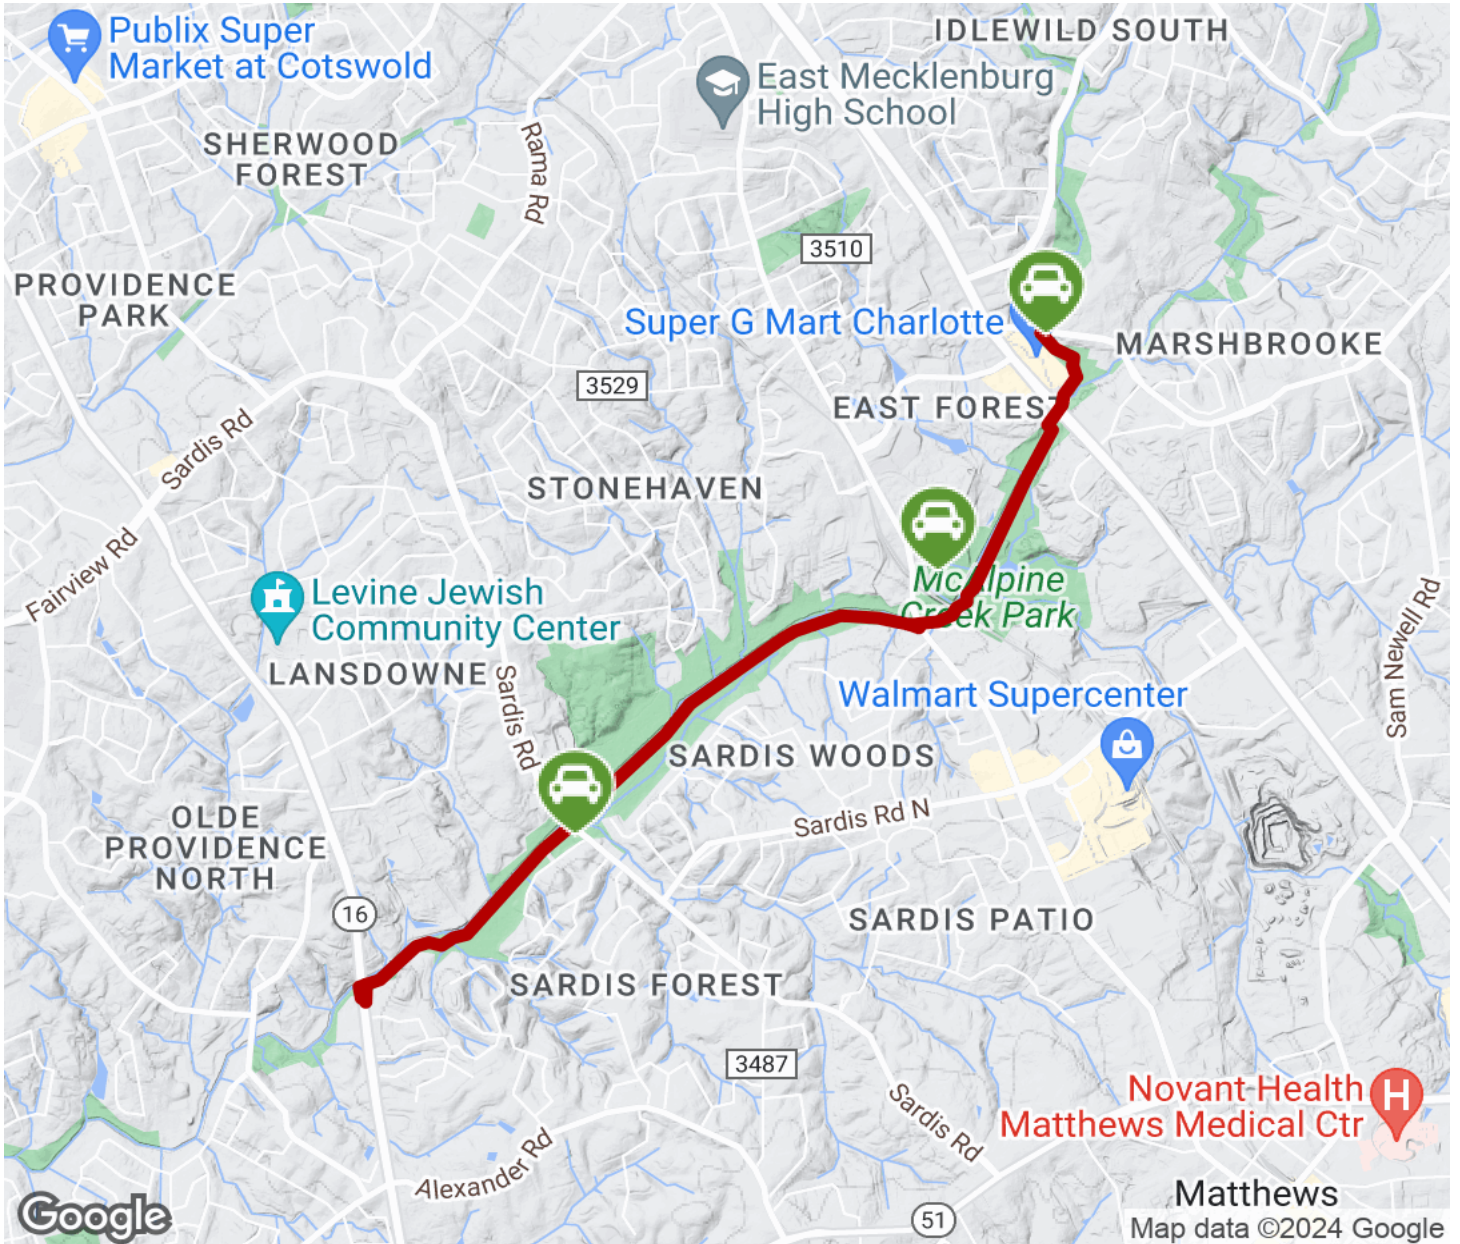 Publix Super
Market at Cotswold
IDLEWILD SOUTH
East Mecklenburg
High School
SHERWOOD
FOREST
Rama Rd
3510
PROVIDENCE
PARK
Super G Mart Charlotte
MARSHBROOKE
3529
EAST FOREST
Sardis Rd
STONEHAVEN
Fairview Rd
McAlpine
Creek Park
Levine Jewish
Community Center
LANSDOWNE
Sardis Rd
Sam Newell Rd
Walmart Supercenter
SARDIS WOODS
Sardis Rd N
OLDE
PROVIDENCE
NORTH
16
SARDIS PATIO
SARDIS FOREST
3487
Novant Health
Matthews Medical Ctr
H
Sardis Rd
Alexander Rd
Matthews
51
Google
Map data ©2024 Google